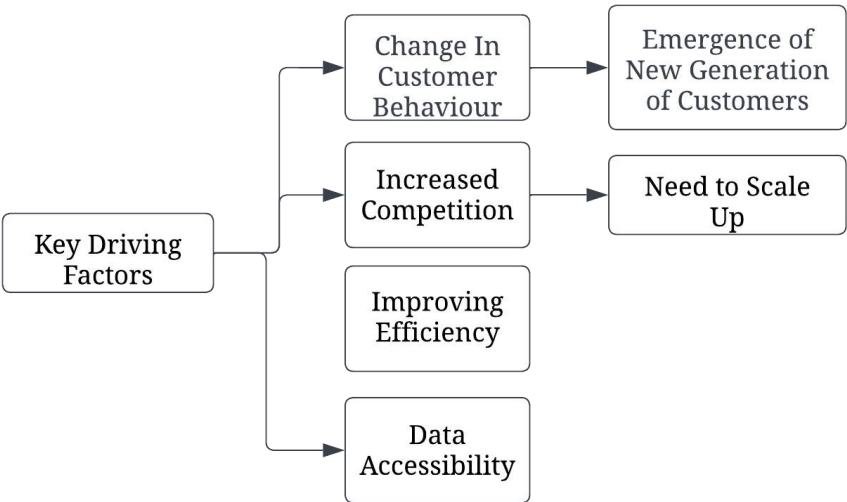 Key Driving
Factors
Change In
Customer
Behaviour
Emergence of
New Generation
of Customers
Increased
Competition
Need to Scale
Up
Improving
Efficiency
Data
Accessibility